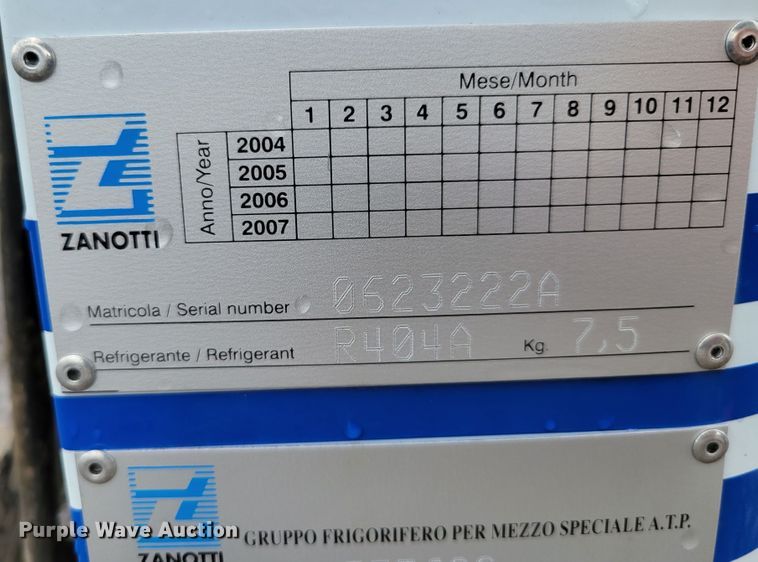 Mese/Month
1 2 3 4 5 6 7 8 9 10 11 12
Anno/Year
2004
2005
2006
2007
ZANOTTI
Matricola / Serial number 0623222A
Refrigerante / Refrigerant R404A Kg. 7,5
GRUPPO FRIGORIFERO PER MEZZO SPECIALE A.T.P.
ZANOTTI
Purple Wave Auction
purplewave.com